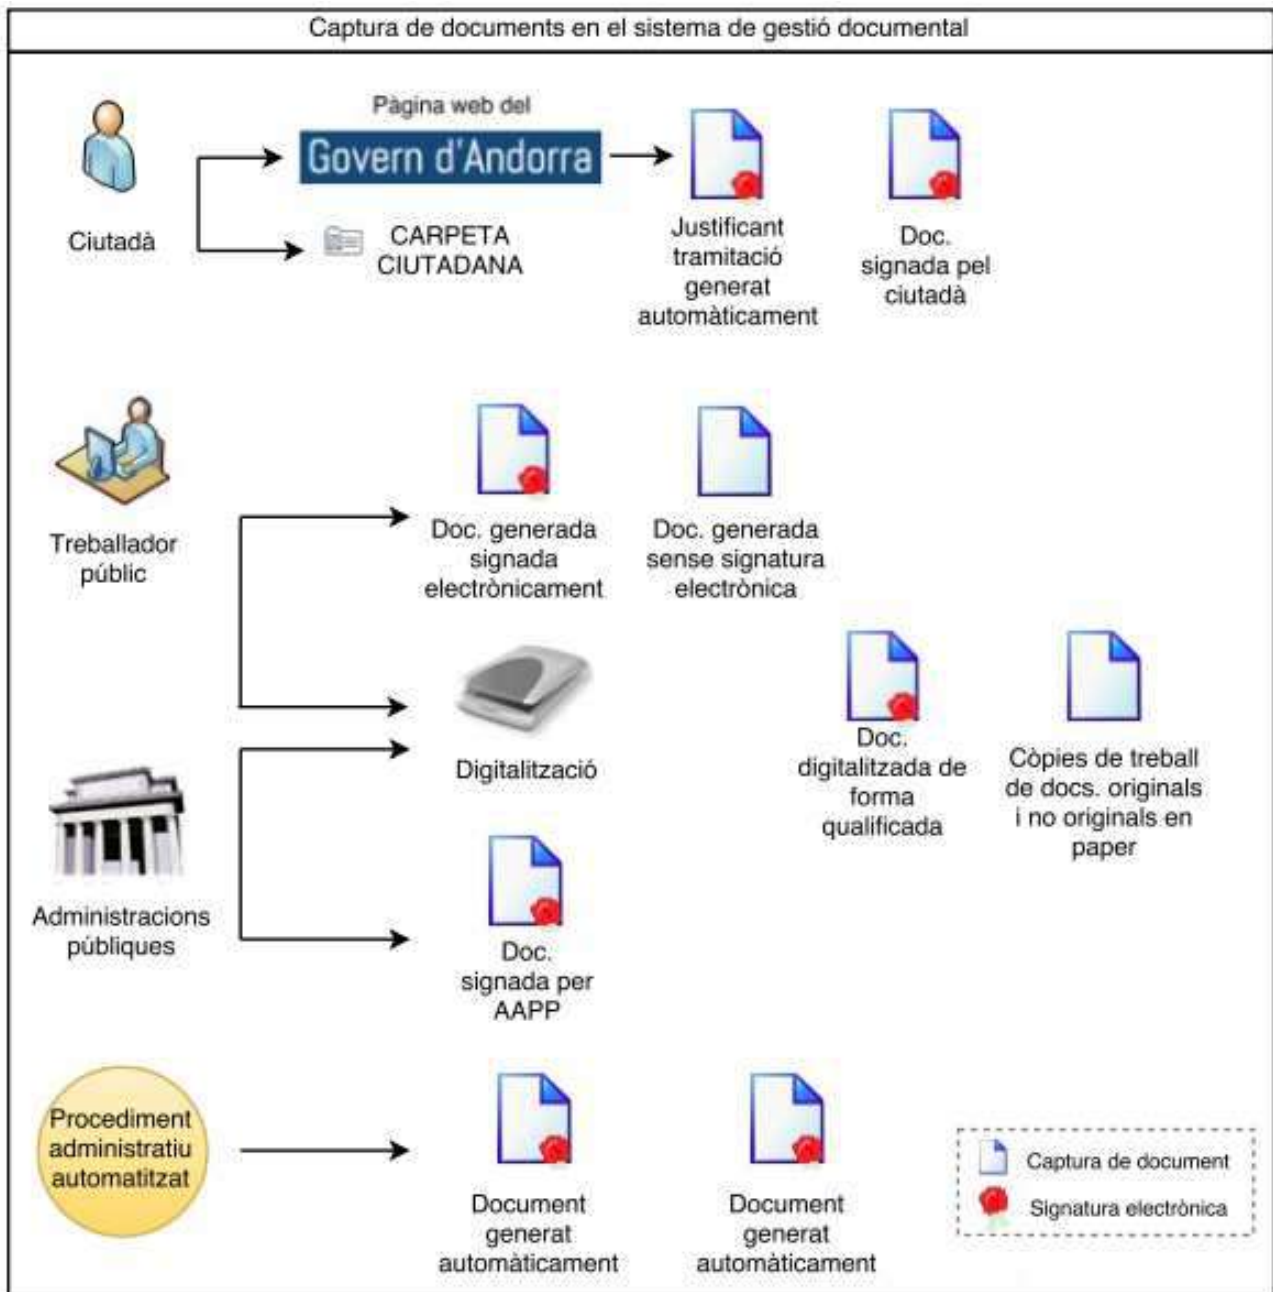 Captura de documents en el sistema de gestió documental
Pàgina web del
Govern d'Andorra
Ciutadà
CARPETA
CIUTADANA
Justificant
tramitació
generat
automàticament
Doc.
signada pel
ciutadà
Treballador
públic
Doc. generada
signada
electrònicament
Doc. generada
sense signatura
electrònica
Digitalització
Doc.
digitalitzada de
forma
qualificada
Còpies de treball
de docs. originals
i no originals en
paper
Administracions
públiques
Doc.
signada per
AAPP
Procediment
administratiu
automatitzat
Document
generat
automàticament
Document
generat
automàticament
Captura de document
Signatura electrònica